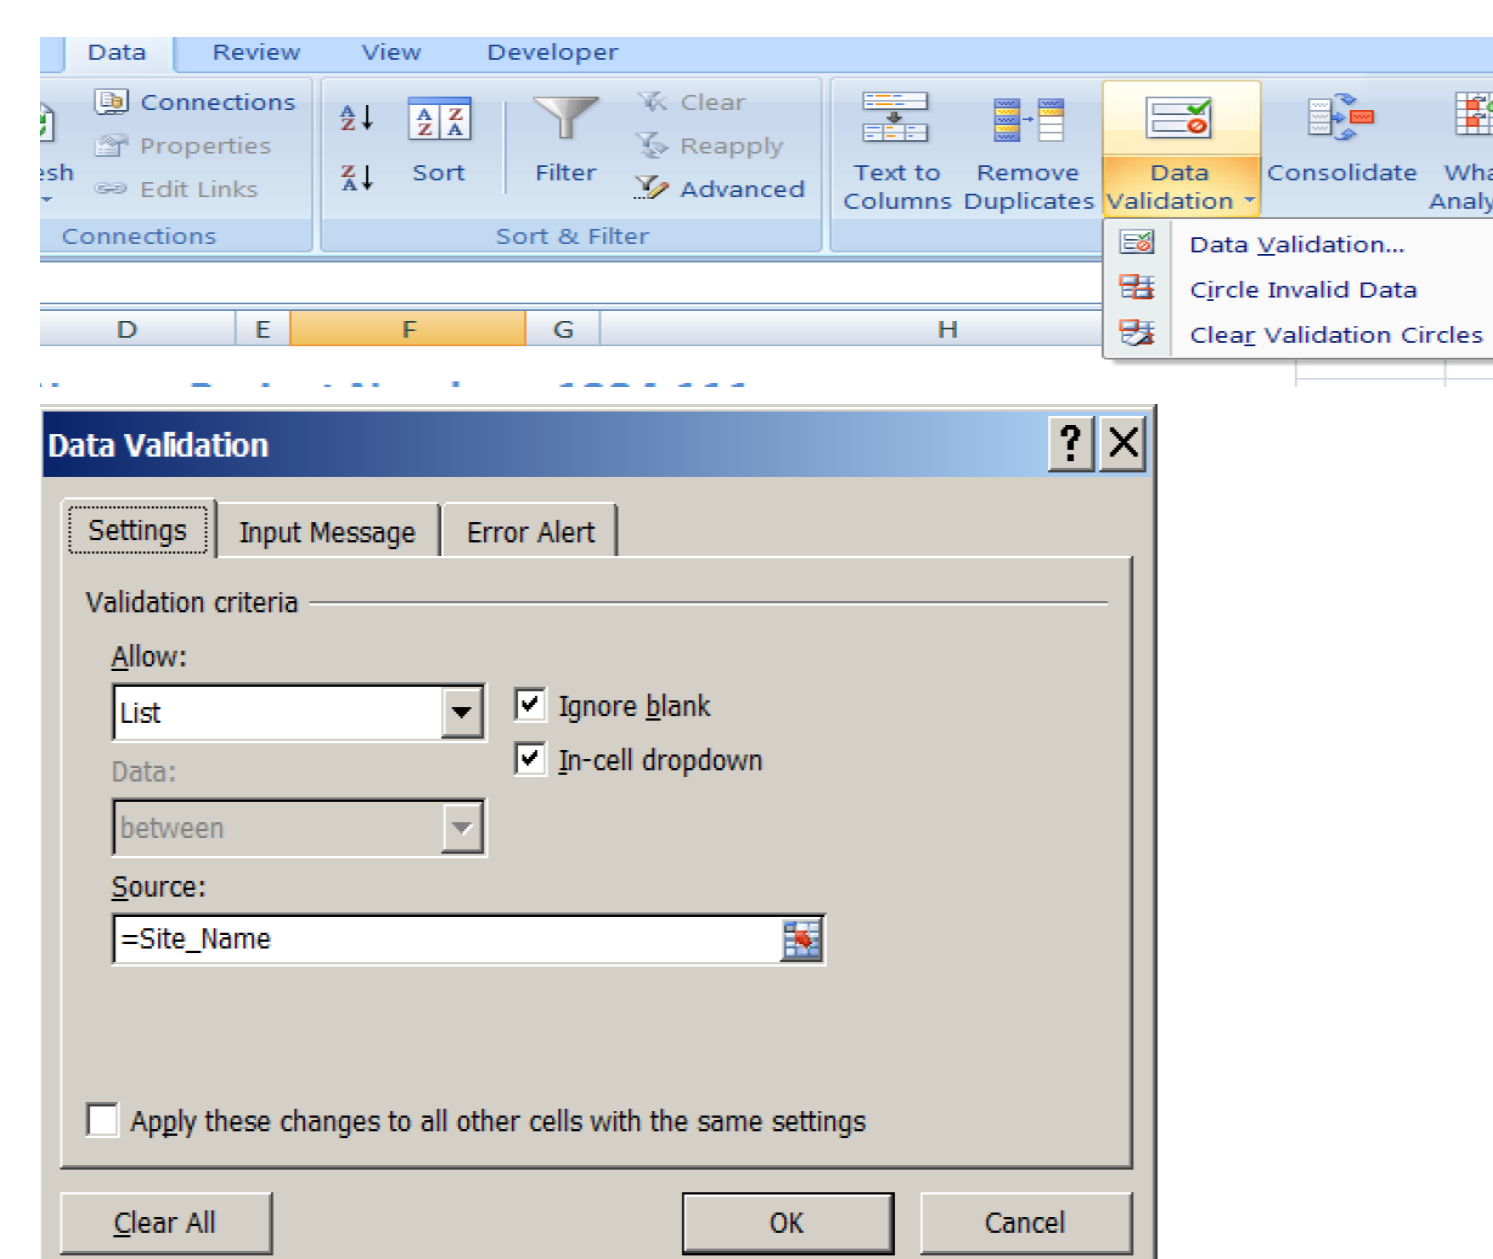 Data Review View Developer
Connections Clear
Properties Reapply
esh Edit Links Sort Filter Advanced
Text to Columns
Remove Duplicates
Data Validation
Consolidate
Connections Sort & Filter
Data Validation...
Circle Invalid Data
Clear Validation Circles
D E F G H
Data Validation
Settings Input Message Error Alert
Validation criteria
Allow:
List
Ignore blank
Data:
In-cell dropdown
between
Source:
=Site_Name
Apply these changes to all other cells with the same settings
Clear All OK Cancel